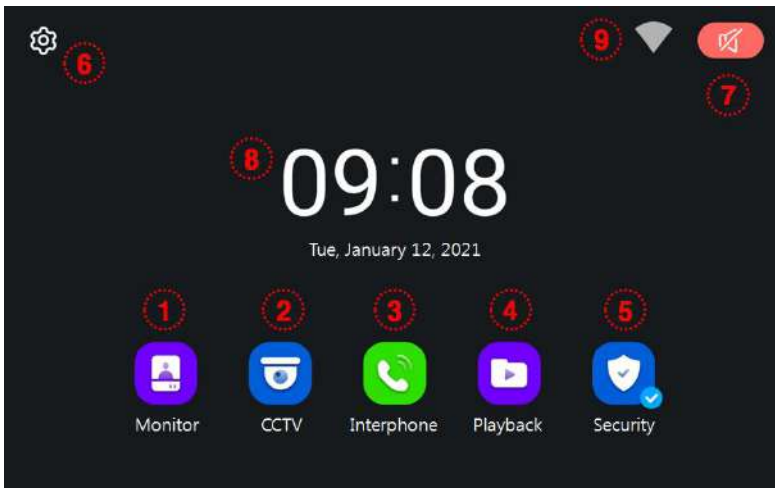 9
6
7
8
09:08
Tue, January 12, 2021
1 2 3 4 5
Monitor CCTV Interphone Playback Security